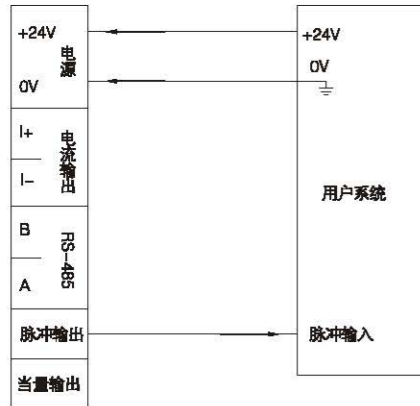 +24V
电源
0V
I+
电流输出
I-
B
RS-485
A
脉冲输出
当量输出
+24V
0V
用户系统
脉冲输入